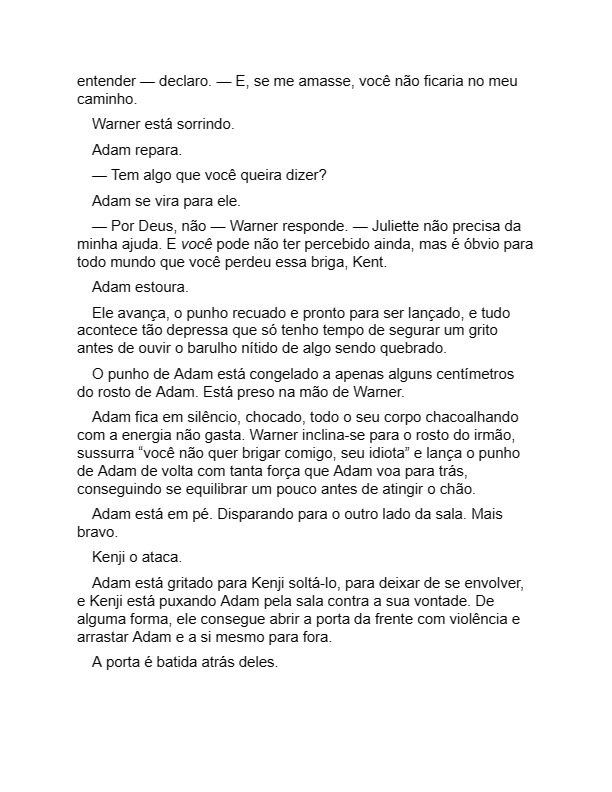 entender — declaro. — E, se me amasse, você não ficaria no meu
caminho.
Warner está sorrindo.
Adam repara.
— Tem algo que você queira dizer?
Adam se vira para ele.
— Por Deus, não — Warner responde. — Juliette não precisa da
minha ajuda. E você pode não ter percebido ainda, mas é óbvio para
todo mundo que você perdeu essa briga, Kent.
Adam estoura.
Ele avança, o punho recuado e pronto para ser lançado, e tudo
acontece tão depressa que só tenho tempo de segurar um grito
antes de ouvir o barulho nítido de algo sendo quebrado.
O punho de Adam está congelado a apenas alguns centímetros
do rosto de Adam. Está preso na mão de Warner.
Adam fica em silêncio, chocado, todo o seu corpo chacoalhando
com a energia não gasta. Warner inclina-se para o rosto do irmão,
sussurra “você não quer brigar comigo, seu idiota” e lança o punho
de Adam de volta com tanta força que Adam voa para trás,
conseguindo se equilibrar um pouco antes de atingir o chão.
Adam está em pé. Disparando para o outro lado da sala. Mais
bravo.
Kenji o ataca.
Adam está gritado para Kenji soltá-lo, para deixar de se envolver,
e Kenji está puxando Adam pela sala contra a sua vontade. De
alguma forma, ele consegue abrir a porta da frente com violência e
arrastar Adam e a si mesmo para fora.
A porta é batida atrás deles.